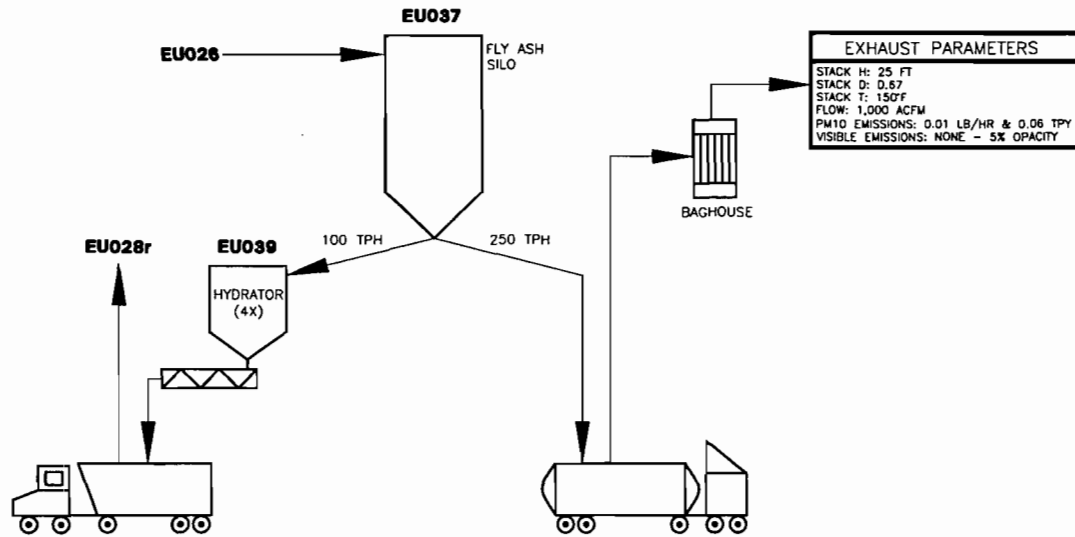 EU037
EU026
FLY ASH
SILO
EXHAUST PARAMETERS
STACK H: 25 FT
STACK D: 0.67
STACK T: 150°F
FLOW: 1,000 ACFM
PM10 EMISSIONS: 0.01 LB/HR & 0.06 TPY
VISIBLE EMISSIONS: NONE - 5% OPACITY
BAGHOUSE
100 TPH
250 TPH
EU028r
EU039
HYDRATOR
(4X)